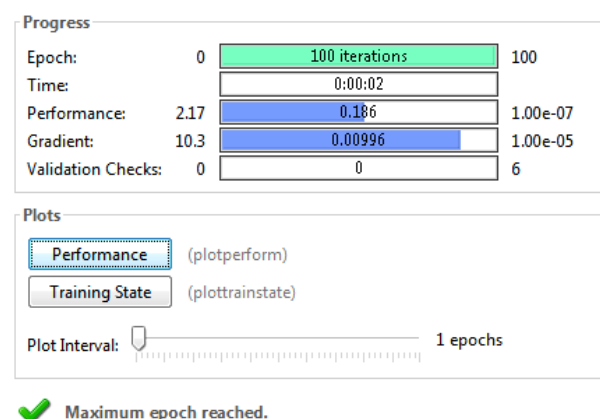 Progress
Epoch: 0 100 iterations 100
Time: 0:00:02
Performance: 2.17 0.186 1.00e-07
Gradient: 10.3 0.00996 1.00e-05
Validation Checks: 0 0 6
Plots
Performance (plotperform)
Training State (plottrainstate)
Plot Interval: 1 epochs
Maximum epoch reached.